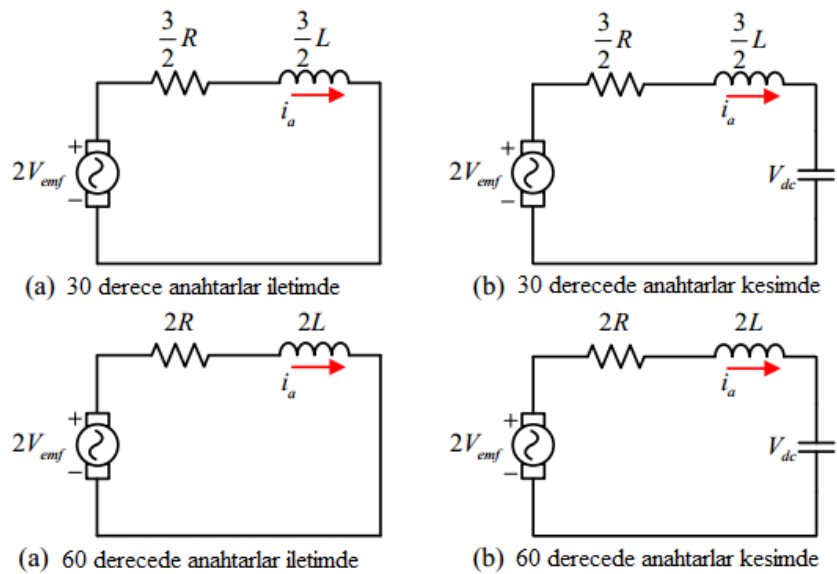 3/2 R 3/2 L
i_a
+
2V_emf
−
(a) 30 derece anahtarlar iletimde
3/2 R 3/2 L
i_a
+
2V_emf
−
V_dc
(b) 30 derecede anahtarlar kesimde
2R 2L
i_a
+
2V_emf
−
(a) 60 derecede anahtarlar iletimde
2R 2L
i_a
+
2V_emf
−
V_dc
(b) 60 derecede anahtarlar kesimde